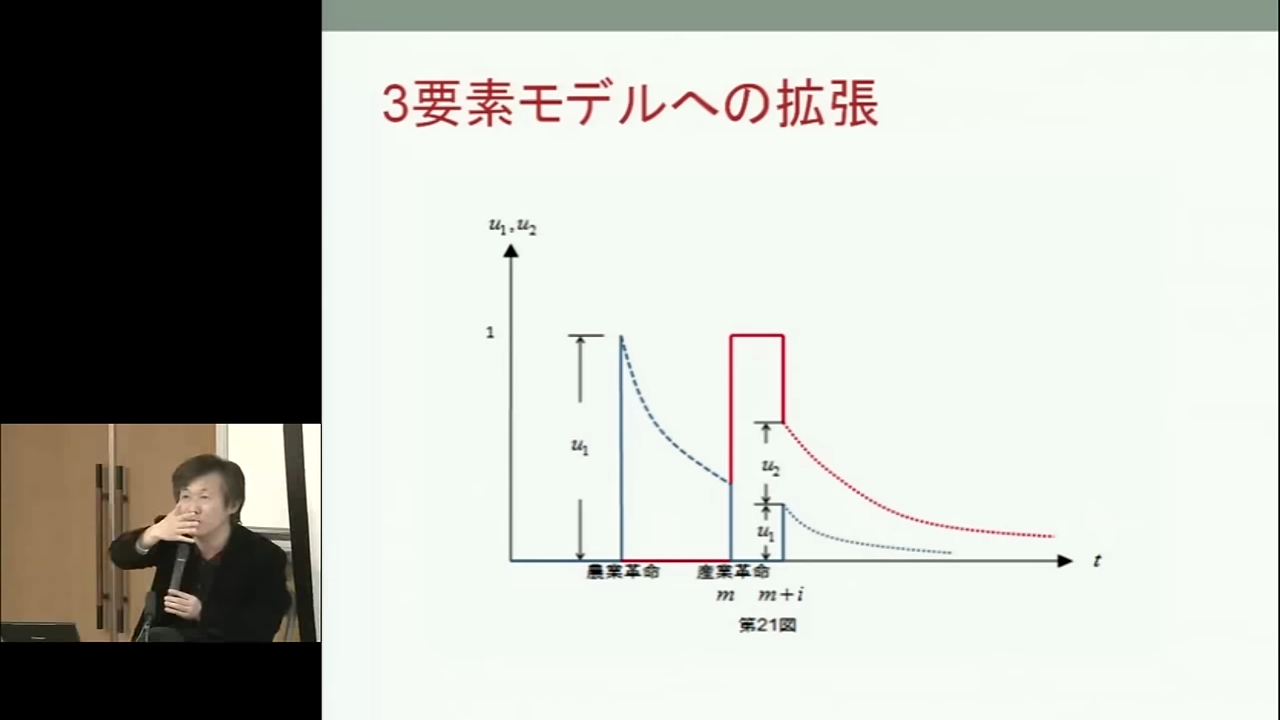 3要素モデルへの拡張
u₁,u₂
1
u₁
u₂
u₁
t
農業革命 産業革命
m m+i
第21図